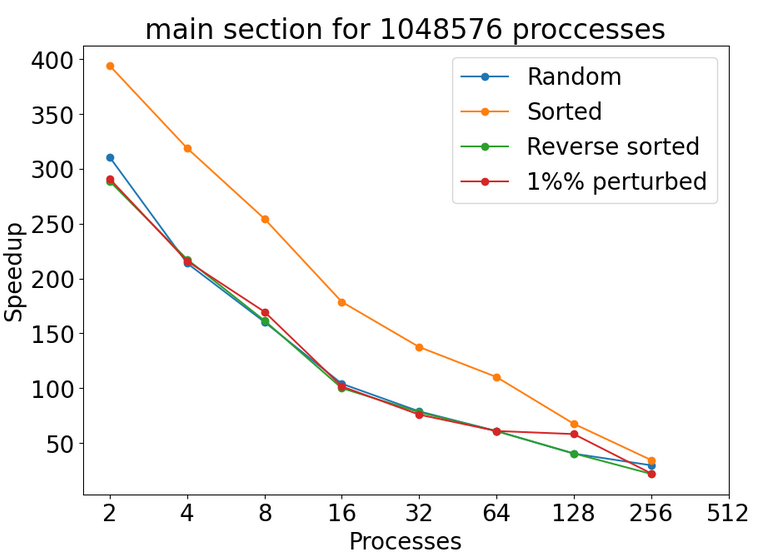 main section for 1048576 proccesses
400
350
300
250
200
150
100
50
Speedup
Random
Sorted
Reverse sorted
1%% perturbed
2 4 8 16 32 64 128 256 512
Processes